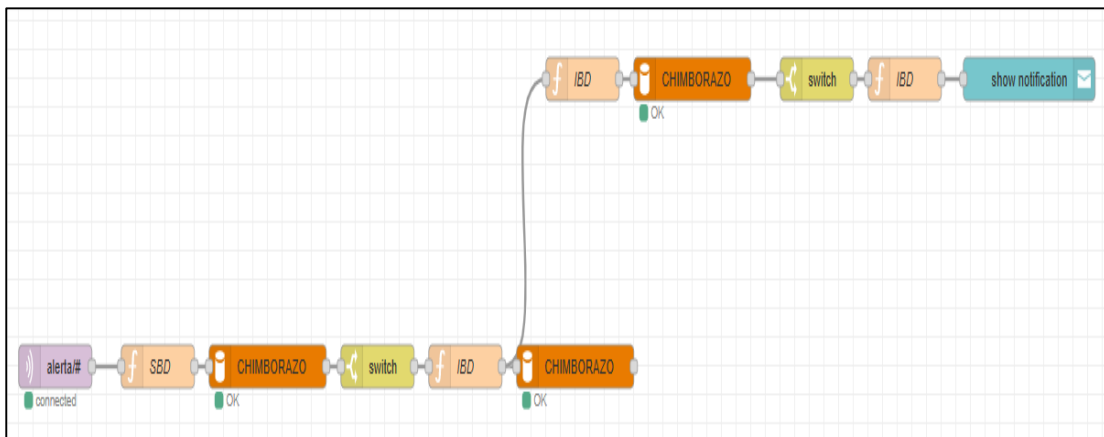 IBD
CHIMBORAZO
switch
IBD
show notification
OK
alerta/#
SBD
CHIMBORAZO
switch
IBD
CHIMBORAZO
connected
OK
OK